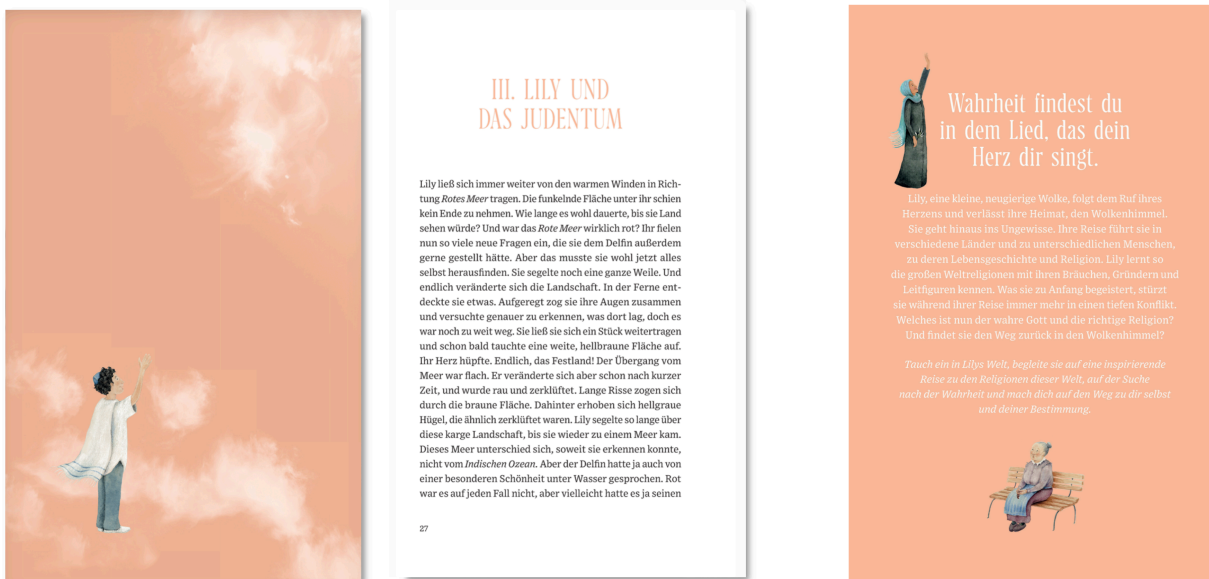 III. LILY UND
DAS JUDENTUM
Lily ließ sich immer weiter von den warmen Winden in Rich-
tung Rotes Meer tragen. Die funkelnde Fläche unter ihr schien
kein Ende zu nehmen. Wie lange es wohl dauerte, bis sie Land
sehen würde? Und war das Rote Meer wirklich rot? Ihr fielen
nun so viele neue Fragen ein, die sie dem Delfin außerdem
gerne gestellt hätte. Aber das musste sie wohl jetzt alles
selbst herausfinden. Sie segelte noch eine ganze Weile. Und
endlich veränderte sich die Landschaft. In der Ferne ent-
deckte sie etwas. Aufgeregt zog sie ihre Augen zusammen
und versuchte genauer zu erkennen, was dort lag, doch es
war noch zu weit weg. Sie ließ sie sich ein Stück weitertragen
und schon bald tauchte eine weite, hellbraune Fläche auf.
Ihr Herz hüpfte. Endlich, das Festland! Der Übergang vom
Meer war flach. Er veränderte sich aber schon nach kurzer
Zeit, und wurde rau und zerklüftet. Lange Risse zogen sich
durch die braune Fläche. Dahinter erhoben sich hellgraue
Hügel, die ähnlich zerklüftet waren. Lily segelte so lange über
diese karge Landschaft, bis sie wieder zu einem Meer kam.
Dieses Meer unterschied sich, soweit sie erkennen konnte,
nicht vom Indischen Ozean. Aber der Delfin hatte ja auch von
einer besonderen Schönheit unter Wasser gesprochen. Rot
war es auf jeden Fall nicht, aber vielleicht hatte es ja seinen
27
Wahrheit findest du
in dem Lied, das dein
Herz dir singt.
Lily, eine kleine, neugierige Wolke, folgt dem Ruf ihres
Herzens und verlässt ihre Heimat, den Wolkenhimmel.
Sie geht hinaus ins Ungewisse. Ihre Reise führt sie in
verschiedene Länder und zu unterschiedlichen Menschen,
zu deren Lebensgeschichte und Religion. Lily lernt so
die großen Weltreligionen mit ihren Bräuchen, Gründern und
Leitfiguren kennen. Was sie zu Anfang begeistert, stürzt
sie während ihrer Reise immer mehr in einen tiefen Konflikt.
Welches ist nun der wahre Gott und die richtige Religion?
Und findet sie den Weg zurück in den Wolkenhimmel?
Tauch ein in Lilys Welt, begleite sie auf eine inspirierende
Reise zu den Religionen dieser Welt, auf der Suche
nach der Wahrheit und mach dich auf den Weg zu dir selbst
und deiner Bestimmung.